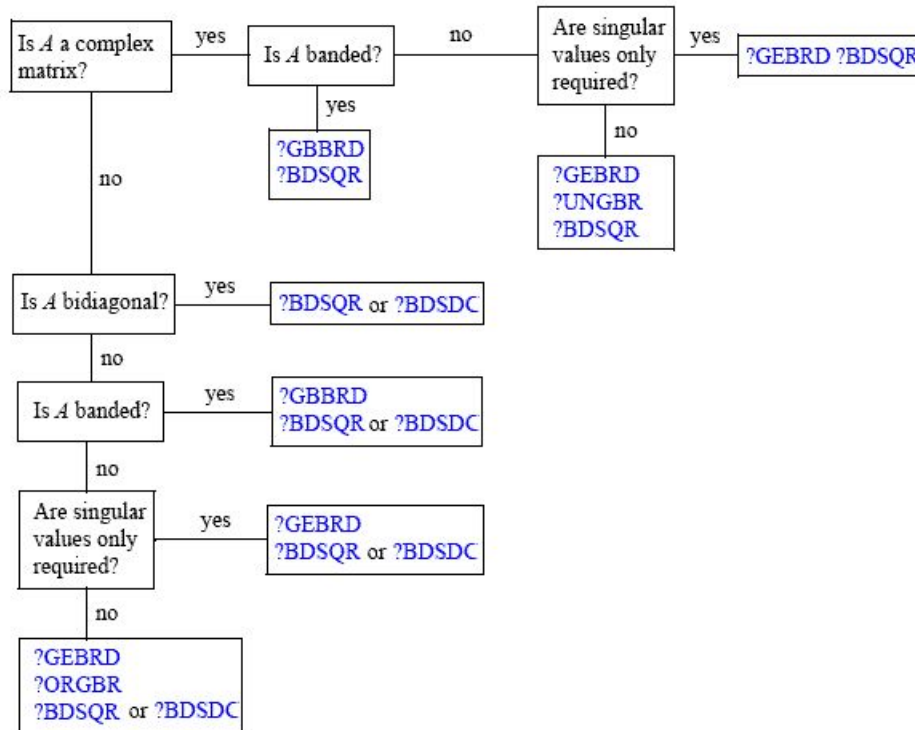 Is A a complex
matrix?
yes
Is A banded?
no
Are singular
values only
required?
yes
?GEBRD ?BDSQR
yes
?GBBRD
?BDSQR
no
?GEBRD
?UNGBR
?BDSQR
no
Is A bidiagonal?
yes
?BDSQR or ?BDSDC
no
Is A banded?
yes
?GBBRD
?BDSQR or ?BDSDC
no
Are singular
values only
required?
yes
?GEBRD
?BDSQR or ?BDSDC
no
?GEBRD
?ORGBR
?BDSQR or ?BDSDC